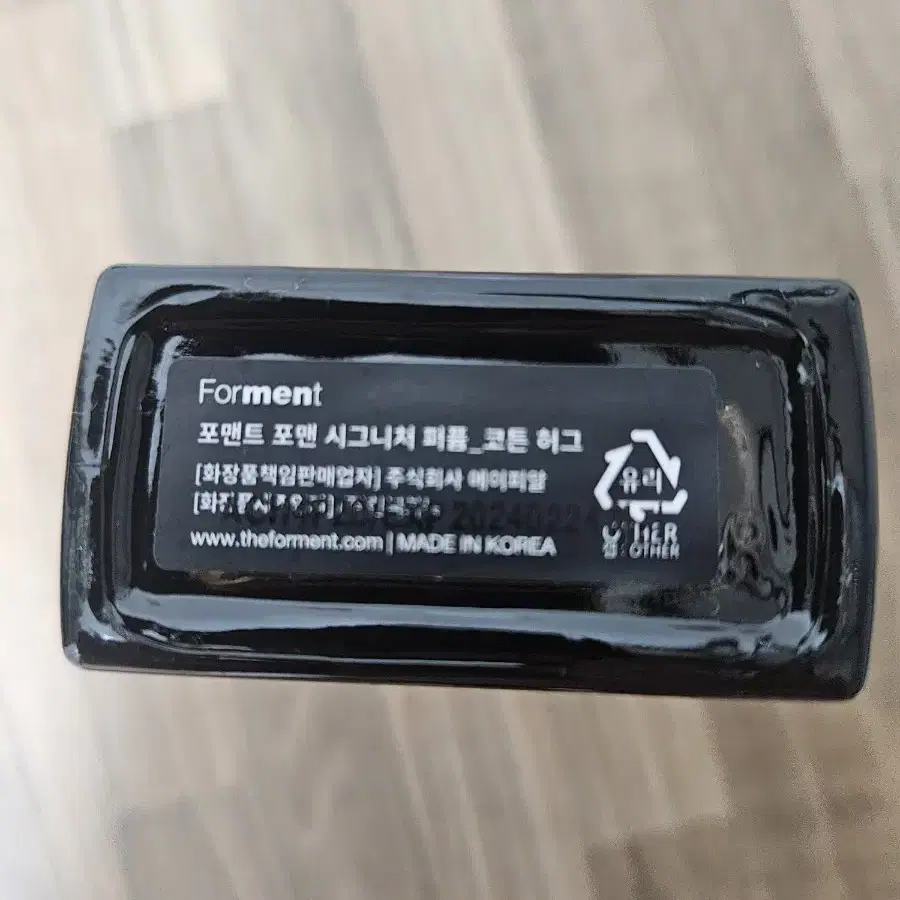 Forment
포맨트 포맨 시그니처 퍼퓸_코튼 허그
[화장품책임판매업자] 주식회사 에이피알
www.theforment.com | MADE IN KOREA
유리
OTHER